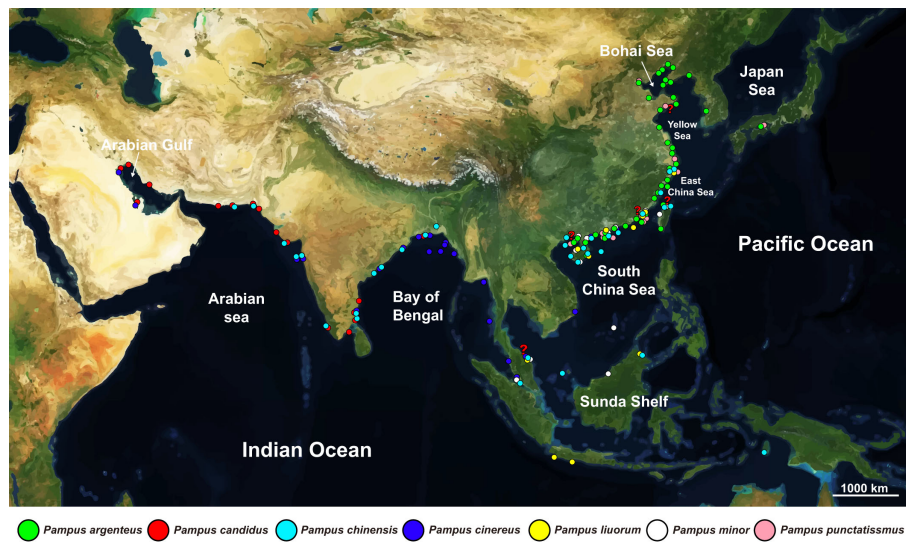 Bohai Sea
Japan
Sea
Arabian Gulf
Yellow
Sea
East
China Sea
Pacific Ocean
South
China Sea
Arabian
sea
Bay of
Bengal
?
?
?
?
?
Sunda Shelf
Indian Ocean
1000 km
Pampus argenteus Pampus candidus Pampus chinensis Pampus cinereus Pampus liuorum Pampus minor Pampus punctatissmus